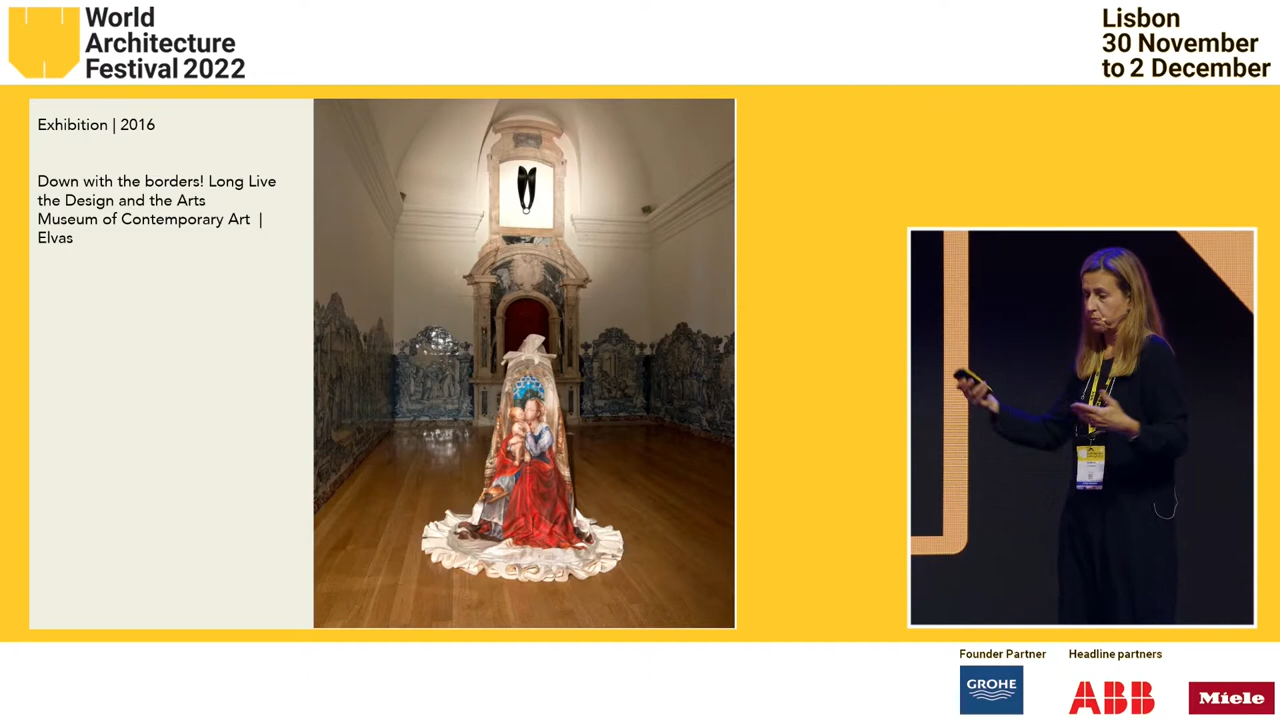 World
Architecture
Festival 2022
Lisbon
30 November
to 2 December
Exhibition | 2016
Down with the borders! Long Live
the Design and the Arts
Museum of Contemporary Art |
Elvas
Founder Partner
Headline partners
GROHE
ABB
Miele